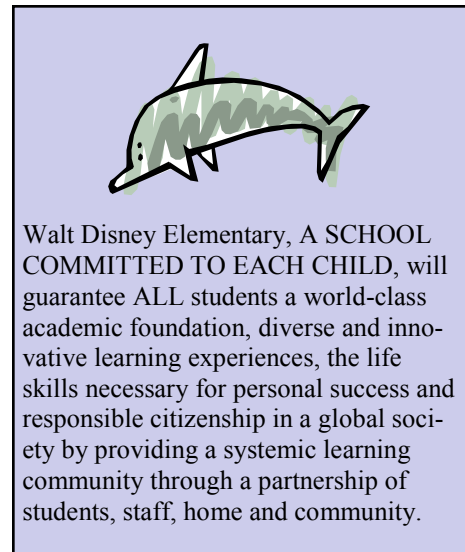 Walt Disney Elementary, A SCHOOL
COMMITTED TO EACH CHILD, will
guarantee ALL students a world-class
academic foundation, diverse and inno-
vative learning experiences, the life
skills necessary for personal success and
responsible citizenship in a global soci-
ety by providing a systemic learning
community through a partnership of
students, staff, home and community.